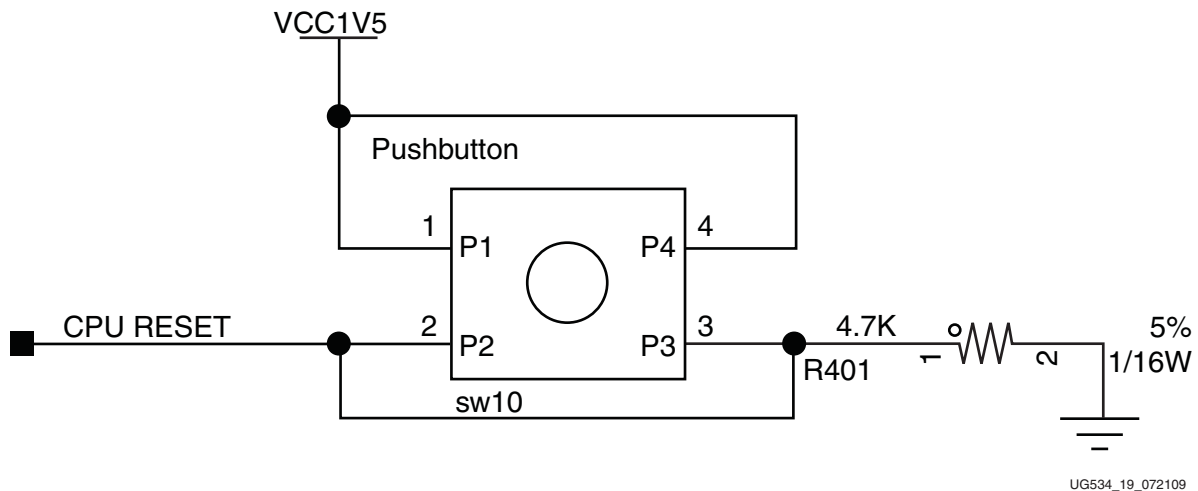 VCC1V5
Pushbutton
1
P1
P4
4
CPU RESET
2
P2
P3
3
4.7K
1
2
5%
1/16W
R401
sw10
UG534_19_072109